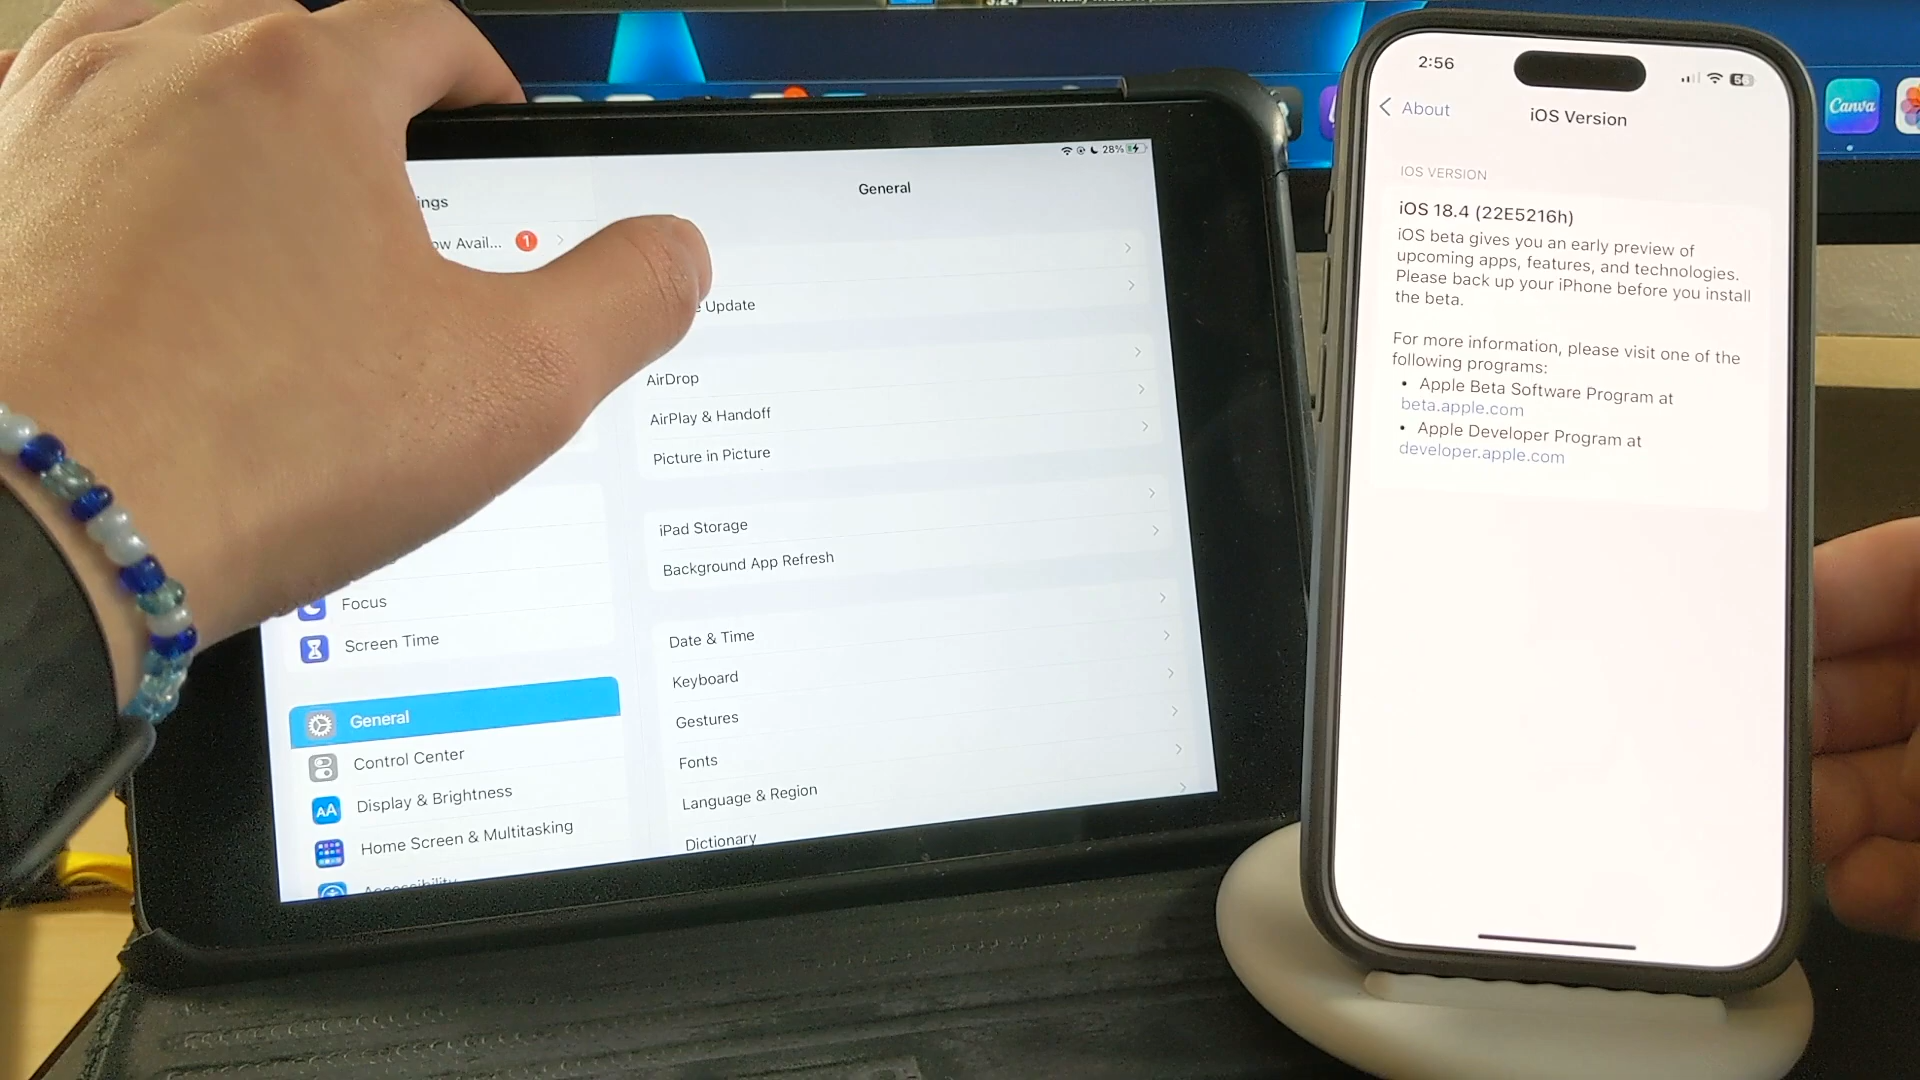 ings
ow Avail... 1
Focus
Screen Time
General
Control Center
Display & Brightness
Home Screen & Multitasking
Accessibility
28%
General
e Update
AirDrop
AirPlay & Handoff
Picture in Picture
iPad Storage
Background App Refresh
Date & Time
Keyboard
Gestures
Fonts
Language & Region
Dictionary
2:56
56
About
iOS Version
IOS VERSION
iOS 18.4 (22E5216h)
iOS beta gives you an early preview of
upcoming apps, features, and technologies.
Please back up your iPhone before you install
the beta.
For more information, please visit one of the
following programs:
• Apple Beta Software Program at
beta.apple.com
• Apple Developer Program at
developer.apple.com
Canva